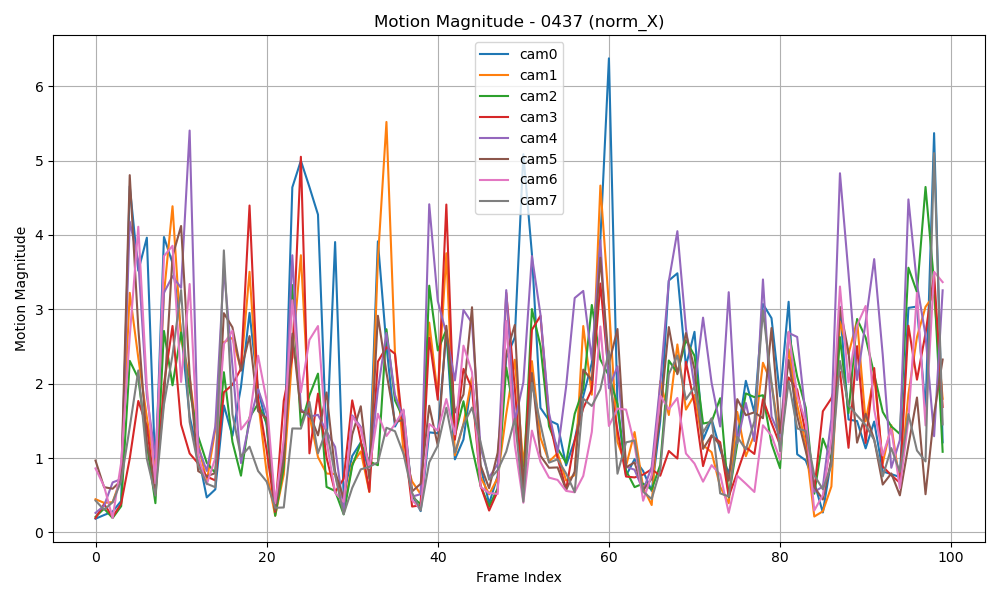 Motion Magnitude - 0437 (norm_X)
cam0
cam1
cam2
cam3
cam4
cam5
cam6
cam7
Motion Magnitude
6
5
4
3
2
1
0
0 20 40 60 80 100
Frame Index